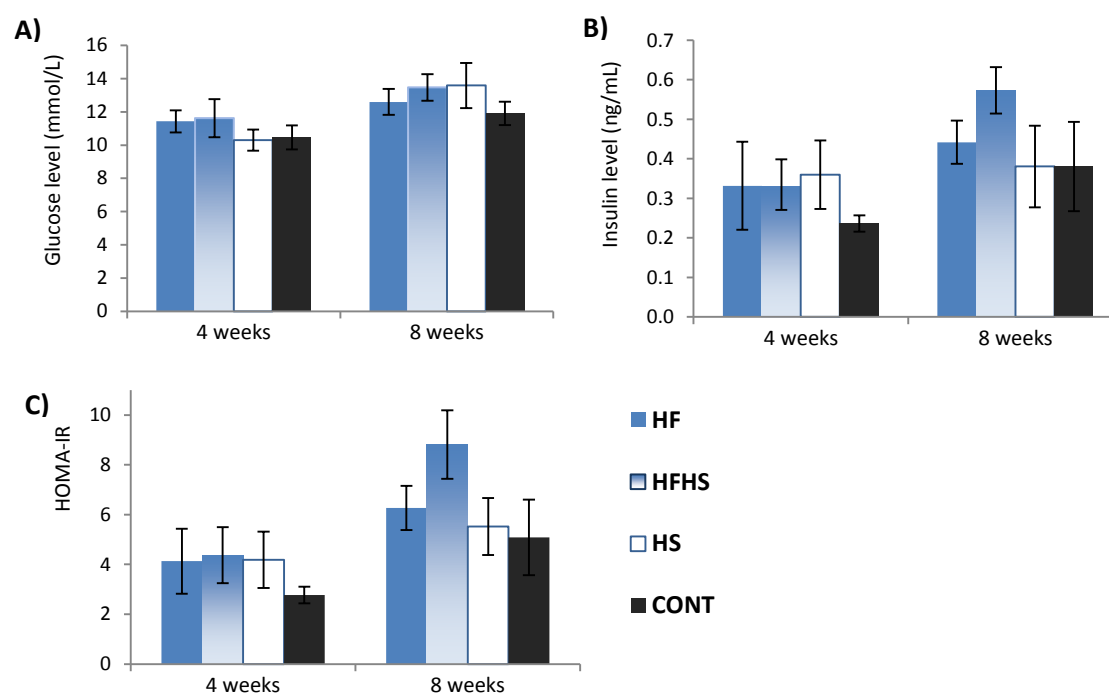 A)
Glucose level (mmol/L)
16
14
12
10
8
6
4
2
0
4 weeks 8 weeks
B)
Insulin level (ng/mL)
0.7
0.6
0.5
0.4
0.3
0.2
0.1
0.0
4 weeks 8 weeks
C)
HOMA-IR
10
8
6
4
2
0
4 weeks 8 weeks
HF
HFHS
HS
CONT